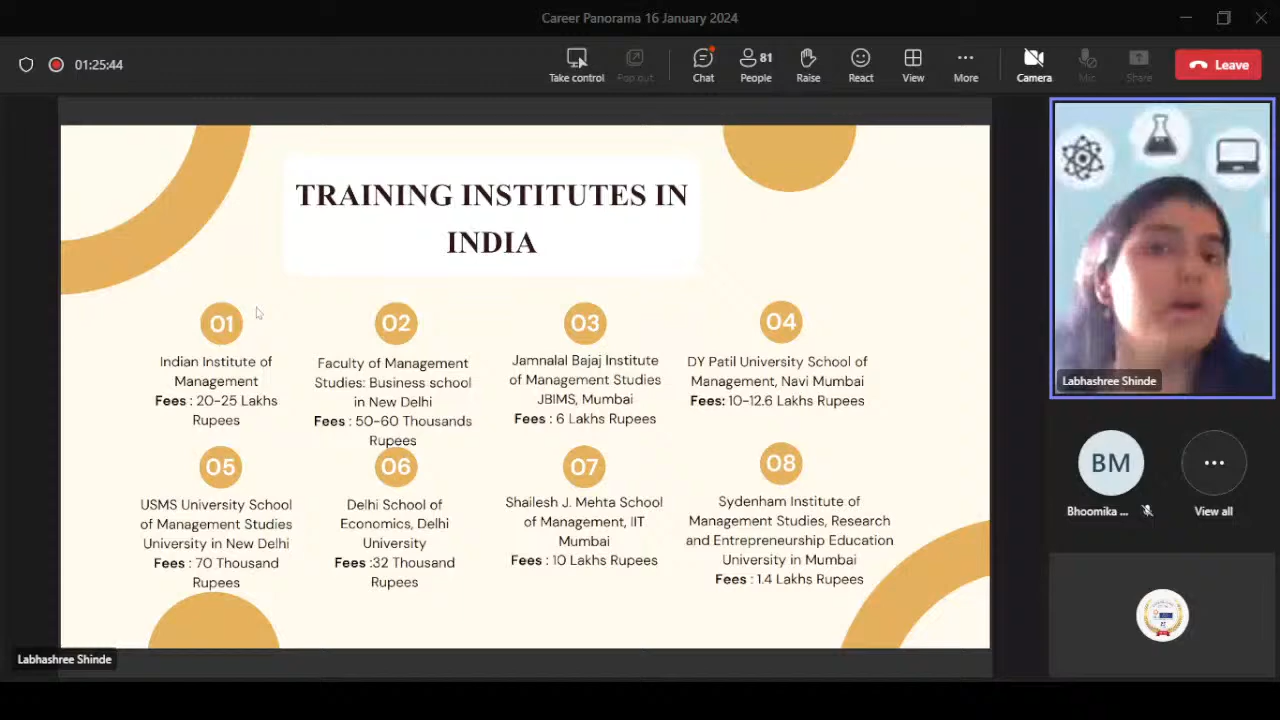 Career Panorama 16 January 2024
01:25:44
Take control
Pop out
Chat
81
People
Raise
React
View
More
Camera
Mic
Share
Leave
TRAINING INSTITUTES IN
INDIA
01
Indian Institute of
Management
Fees : 20-25 Lakhs
Rupees
02
Faculty of Management
Studies: Business school
in New Delhi
Fees : 50-60 Thousands
Rupees
03
Jamnalal Bajaj Institute
of Management Studies
JBIMS, Mumbai
Fees : 6 Lakhs Rupees
04
DY Patil University School of
Management, Navi Mumbai
Fees: 10-12.6 Lakhs Rupees
05
USMS University School
of Management Studies
University in New Delhi
Fees : 70 Thousand
Rupees
06
Delhi School of
Economics, Delhi
University
Fees :32 Thousand
Rupees
07
Shailesh J. Mehta School
of Management, IIT
Mumbai
Fees : 10 Lakhs Rupees
08
Sydenham Institute of
Management Studies, Research
and Entrepreneurship Education
University in Mumbai
Fees : 1.4 Lakhs Rupees
Labhashree Shinde
Labhashree Shinde
BM
Bhoomika ...
View all